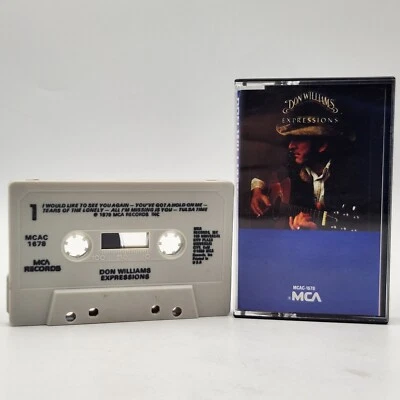 1
I WOULD LIKE TO SEE YOU AGAIN — YOU'VE GOT A HOLD ON ME —
TEARS OF THE LONELY — ALL I'M MISSING IS YOU — TULSA TIME
© 1978 MCA RECORDS, INC.
MCAC
1678
MCA RECORDS
DON WILLIAMS
EXPRESSIONS
U.S.A.
DON WILLIAMS
EXPRESSIONS
MCAC-1678
MCA